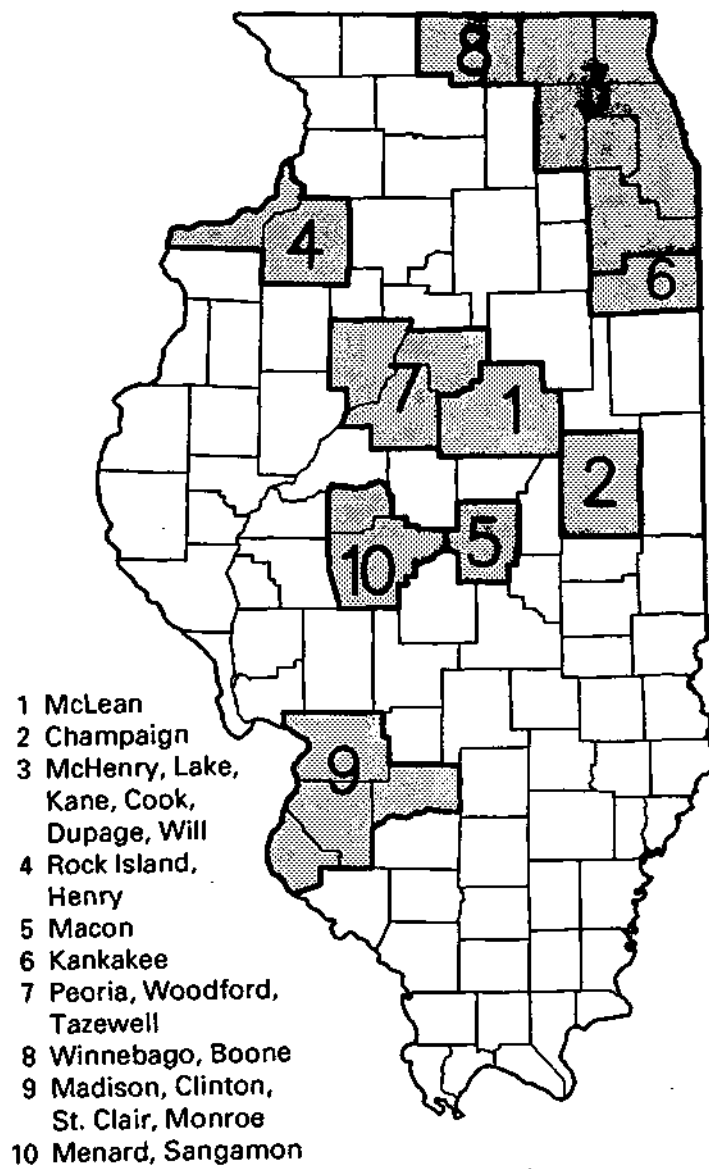 8
3
4
6
7
1
2
5
10
9
1 McLean
2 Champaign
3 McHenry, Lake,
Kane, Cook,
Dupage, Will
4 Rock Island,
Henry
5 Macon
6 Kankakee
7 Peoria, Woodford,
Tazewell
8 Winnebago, Boone
9 Madison, Clinton,
St. Clair, Monroe
10 Menard, Sangamon